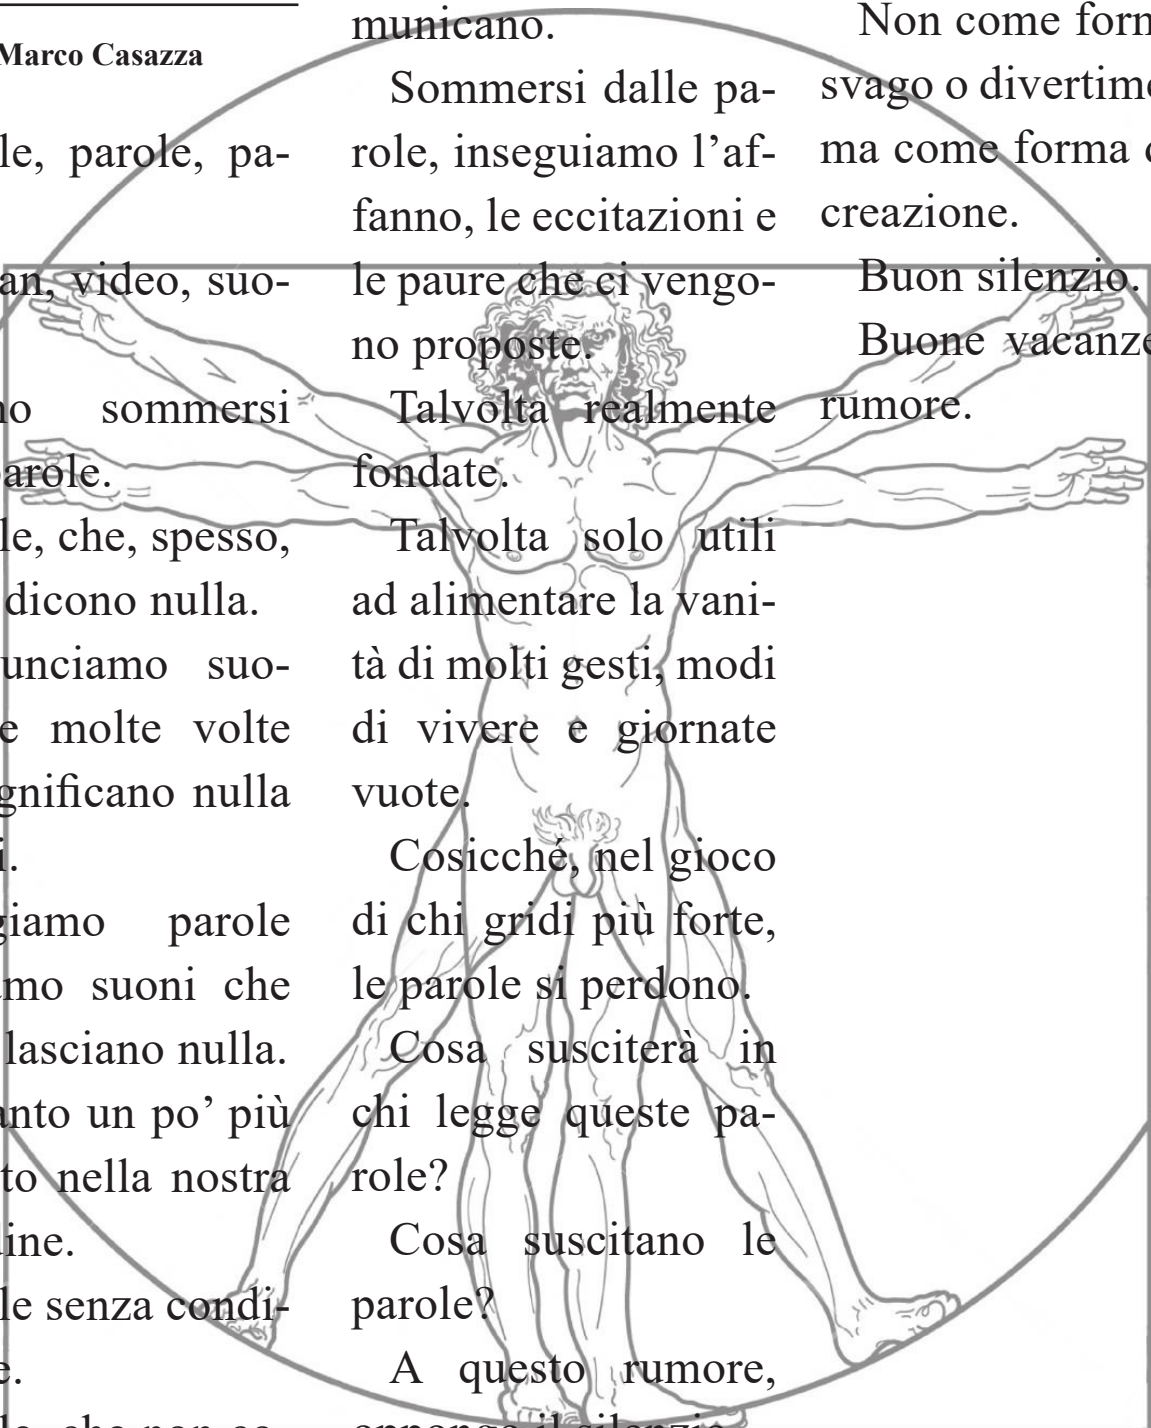 Marco Casazza
le, parole, pa-
an, video, suo-
no sommersi
parole.
le, che, spesso,
dicono nulla.
unciamo suo-
e molte volte
gnificano nulla
i.
giamo parole
amo suoni che
lasciano nulla.
anto un po’ più
to nella nostra
dine.
le senza condi-
e.
municano.
Sommersi dalle pa-
role, inseguiamo l’af-
fanno, le eccitazioni e
le paure che ci vengo-
no proposte.
Talvolta realmente
fondate.
Talvolta solo utili
ad alimentare la vani-
tà di molti gesti, modi
di vivere e giornate
vuote.
Cosicché, nel gioco
di chi gridi più forte,
le parole si perdono.
Cosa susciterà in
chi legge queste pa-
role?
Cosa suscitano le
parole?
A questo rumore,
Non come form
svago o divertime
ma come forma
creazione.
Buon silenzio.
Buone vacanze
rumore.